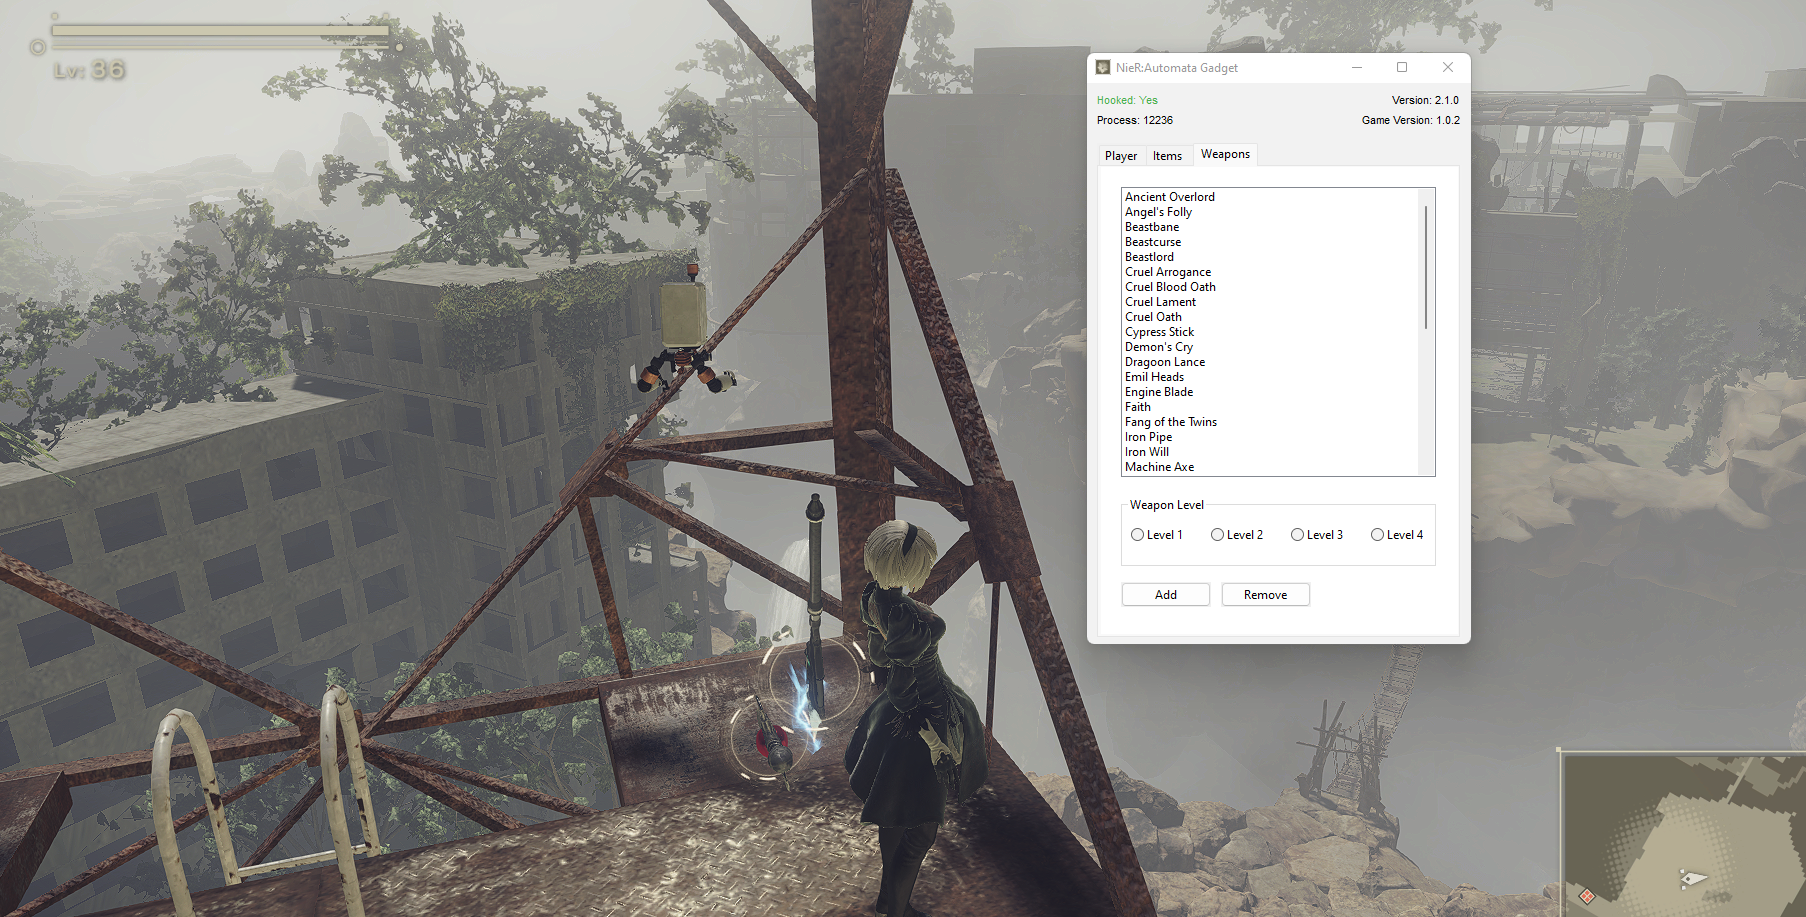 Lv: 36
NieR:Automata Gadget
Hooked: Yes
Version: 2.1.0
Process: 12236
Game Version: 1.0.2
Player
Items
Weapons
Ancient Overlord
Angel's Folly
Beastbane
Beastcurse
Beastlord
Cruel Arrogance
Cruel Blood Oath
Cruel Lament
Cruel Oath
Cypress Stick
Demon's Cry
Dragoon Lance
Emil Heads
Engine Blade
Faith
Fang of the Twins
Iron Pipe
Iron Will
Machine Axe
Weapon Level
Level 1
Level 2
Level 3
Level 4
Add
Remove